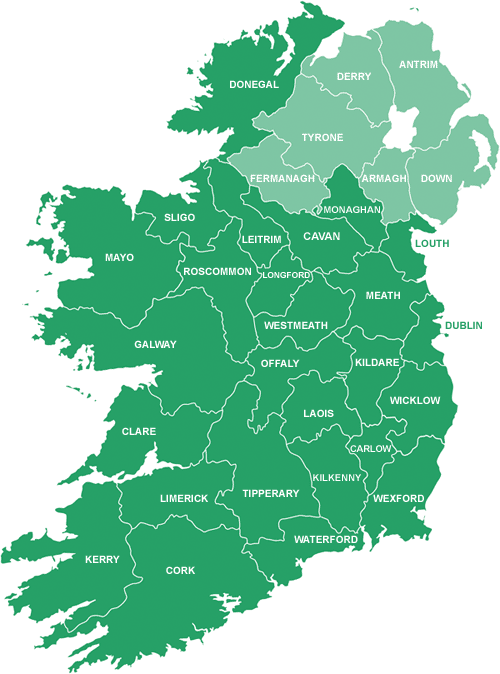 ANTRIM
DERRY
DONEGAL
TYRONE
FERMANAGH
ARMAGH
DOWN
MONAGHAN
SLIGO
LEITRIM
CAVAN
LOUTH
MAYO
ROSCOMMON
LONGFORD
MEATH
WESTMEATH
DUBLIN
GALWAY
OFFALY
KILDARE
WICKLOW
LAOIS
CLARE
CARLOW
KILKENNY
LIMERICK
TIPPERARY
WEXFORD
WATERFORD
KERRY
CORK